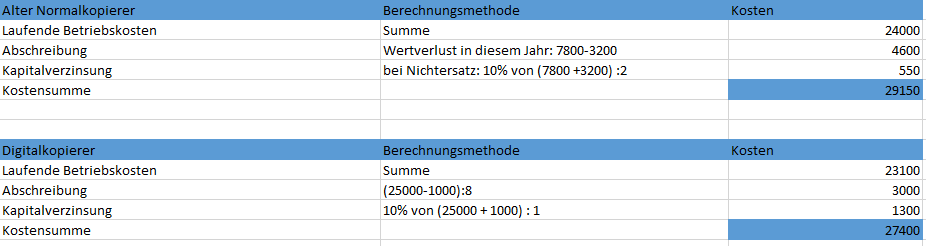 Alter Normalkopierer Berechnungsmethode Kosten
Laufende Betriebskosten Summe 24000
Abschreibung Wertverlust in diesem Jahr: 7800-3200 4600
Kapitalverzinsung bei Nichtersatz: 10% von (7800 +3200) :2 550
Kostensumme 29150
Digitalkopierer Berechnungsmethode Kosten
Laufende Betriebskosten Summe 23100
Abschreibung (25000-1000):8 3000
Kapitalverzinsung 10% von (25000 + 1000) : 1 1300
Kostensumme 27400